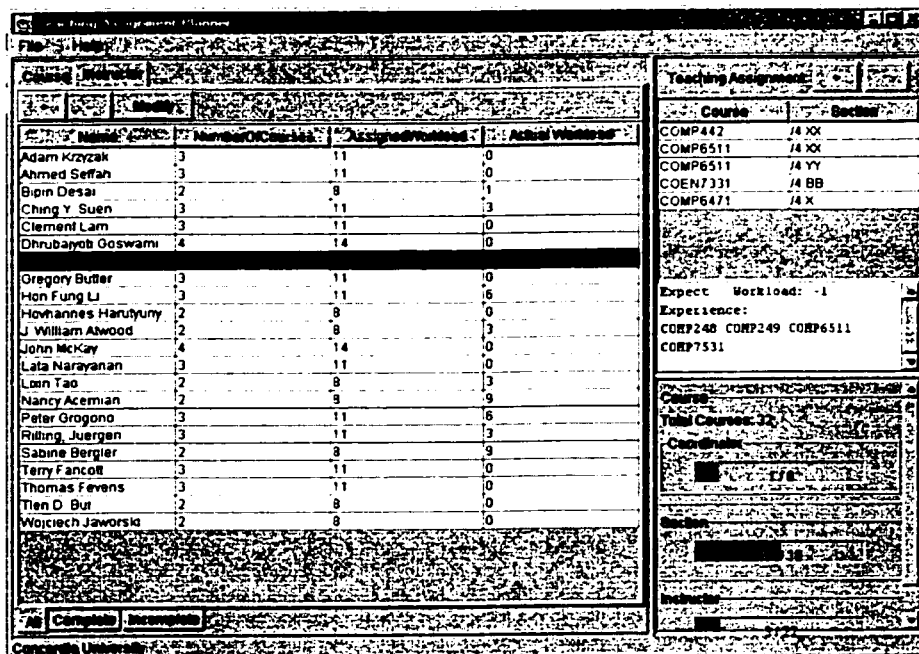 Teaching Assignment Planner
File Help
Course Instructor
Modify
Name NumberOfCourses AssignedWorkload Actual Workload
Adam Krzyzak 3 11 0
Ahmed Seffah 3 11 0
Bipin Desai 2 8 1
Ching Y. Suen 3 11 3
Clement Lam 3 11 0
Dhrubajyoti Goswami 4 14 0
Gregory Butler 3 11 0
Hon Fung Li 3 11 6
Hovhannes Harutyuny 2 8 0
J. William Atwood 2 8 3
John McKay 4 14 0
Lata Narayanan 3 11 0
Lixin Tao 2 8 3
Nancy Acemian 2 8 9
Peter Grogono 3 11 6
Rilling, Juergen 3 11 3
Sabine Bergler 2 8 9
Terry Fancott 3 11 0
Thomas Fevens 3 11 0
Tien D. Bui 2 8 0
Wojciech Jaworski 2 8 0
All Complete Incomplete
Concordia University
Teaching Assignment
Course Section
COMP442 /4 XX
COMP6511 /4 XX
COMP6511 /4 YY
COEN7331 /4 BB
COMP6471 /4 X
Expect Workload: -1
Experience:
COMP248 COMP249 COMP6511
COMP7531
Course
Total Courses: 32
Coordinator
Section
Instructor